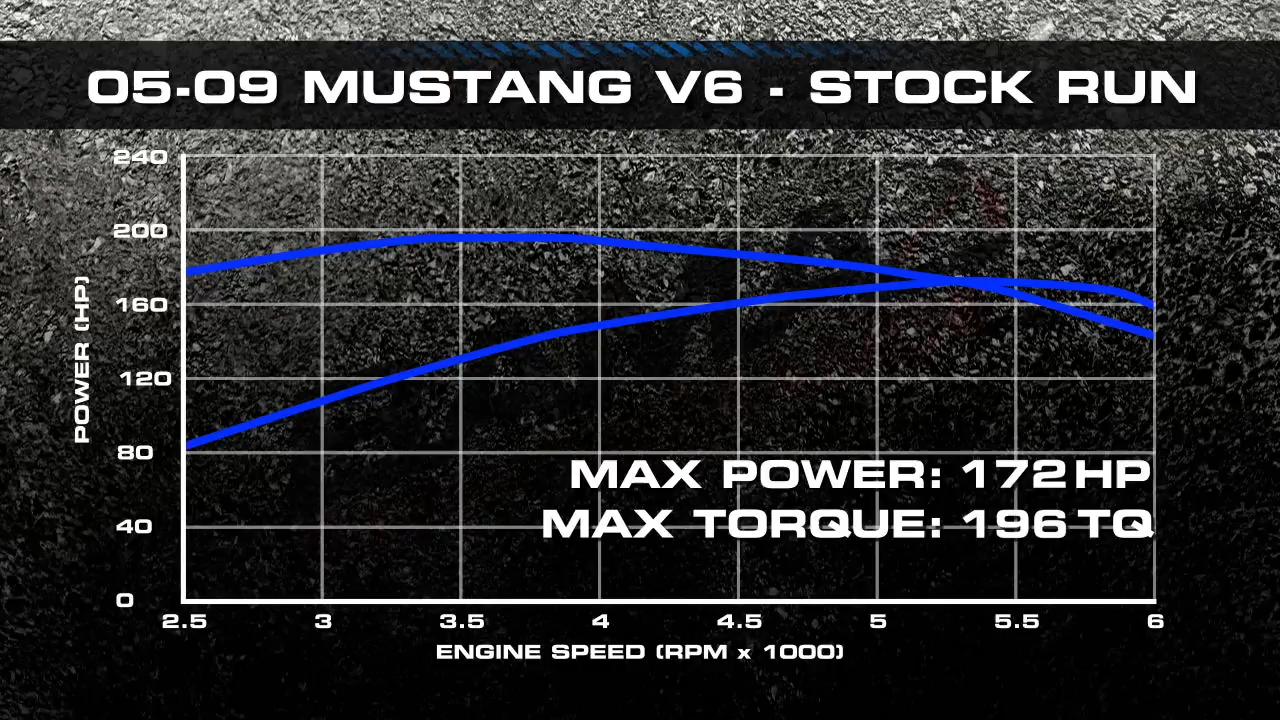 05-09 MUSTANG V6 - STOCK RUN
240
200
160
120
80
40
0
POWER (HP)
MAX POWER: 172 HP
MAX TORQUE: 196 TQ
2.5 3 3.5 4 4.5 5 5.5 6
ENGINE SPEED (RPM x 1000)